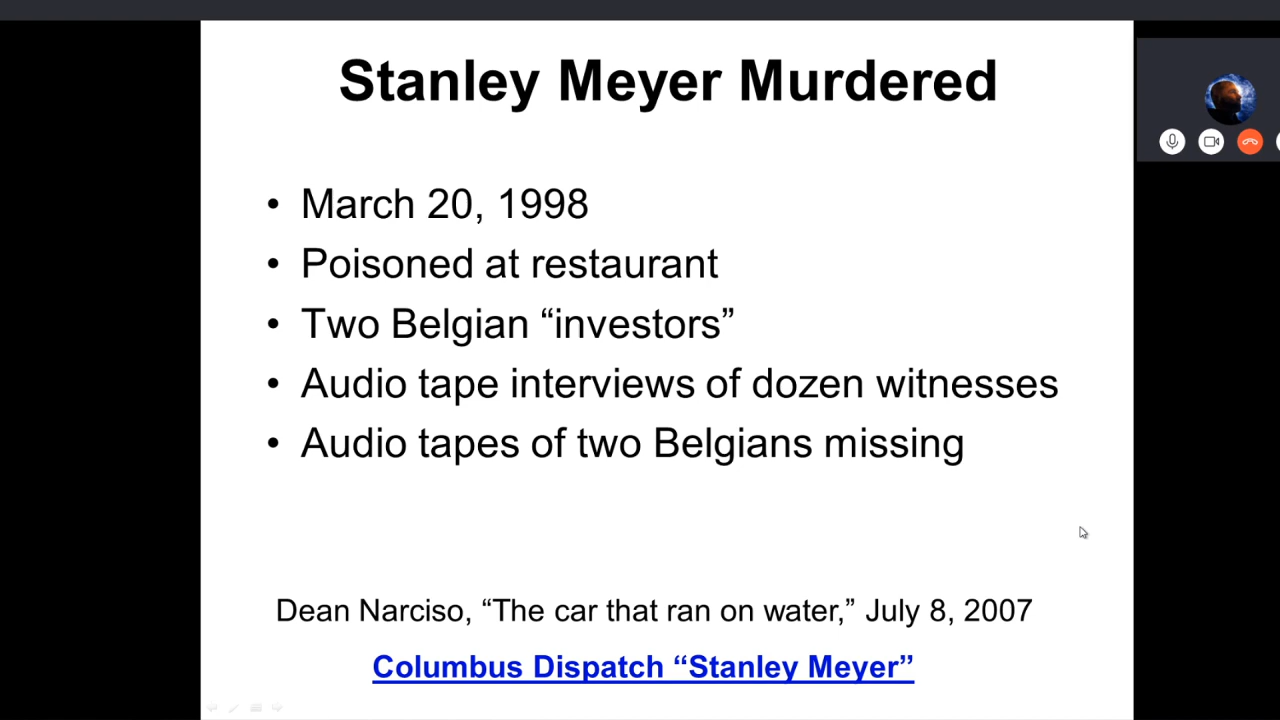 Stanley Meyer Murdered
• March 20, 1998
• Poisoned at restaurant
• Two Belgian “investors”
• Audio tape interviews of dozen witnesses
• Audio tapes of two Belgians missing
Dean Narciso, “The car that ran on water,” July 8, 2007
Columbus Dispatch “Stanley Meyer”